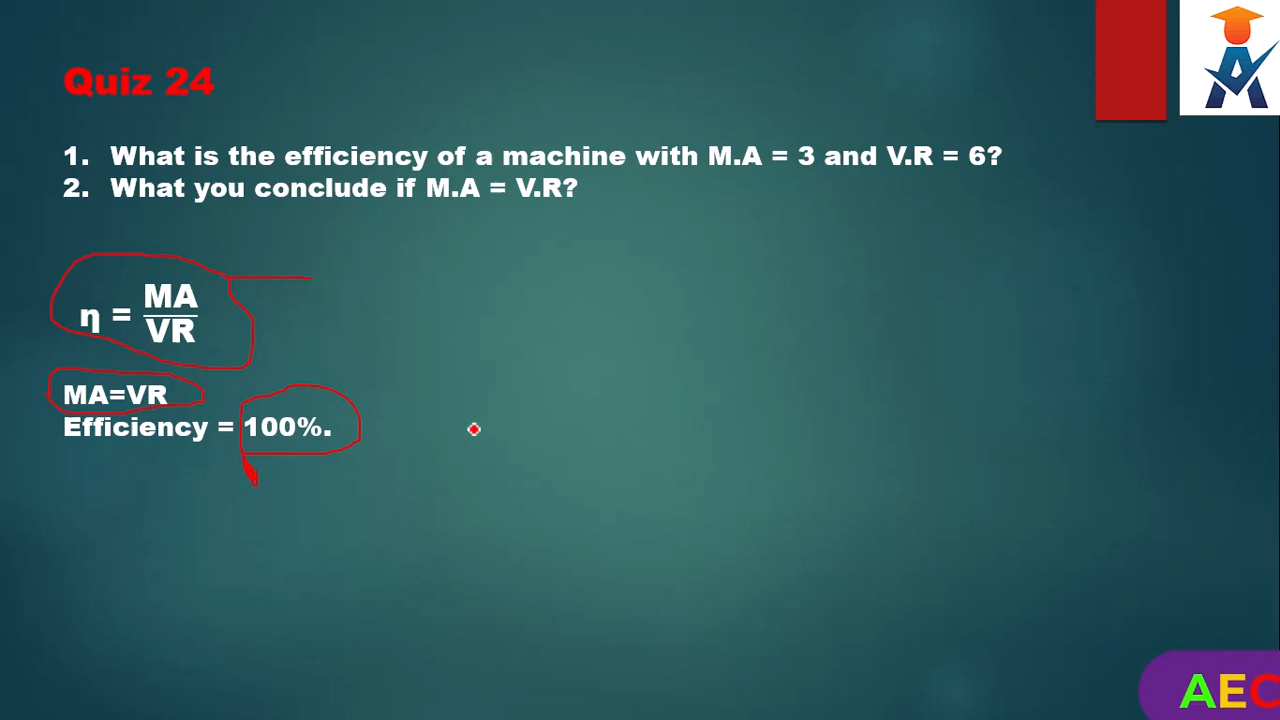 Quiz 24
1. What is the efficiency of a machine with M.A = 3 and V.R = 6?
2. What you conclude if M.A = V.R?
η = MA/VR
MA=VR
Efficiency = 100%.
AEC